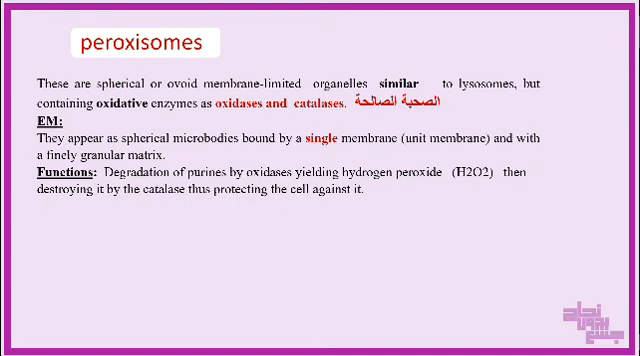 peroxisomes
These are spherical or ovoid membrane-limited organelles similar to lysosomes, but
containing oxidative enzymes as oxidases and catalases. الصحبة الصالحة
EM:
They appear as spherical microbodies bound by a single membrane (unit membrane) and with
a finely granular matrix.
Functions: Degradation of purines by oxidases yielding hydrogen peroxide (H2O2) then
destroying it by the catalase thus protecting the cell against it.
نجاح
بدون